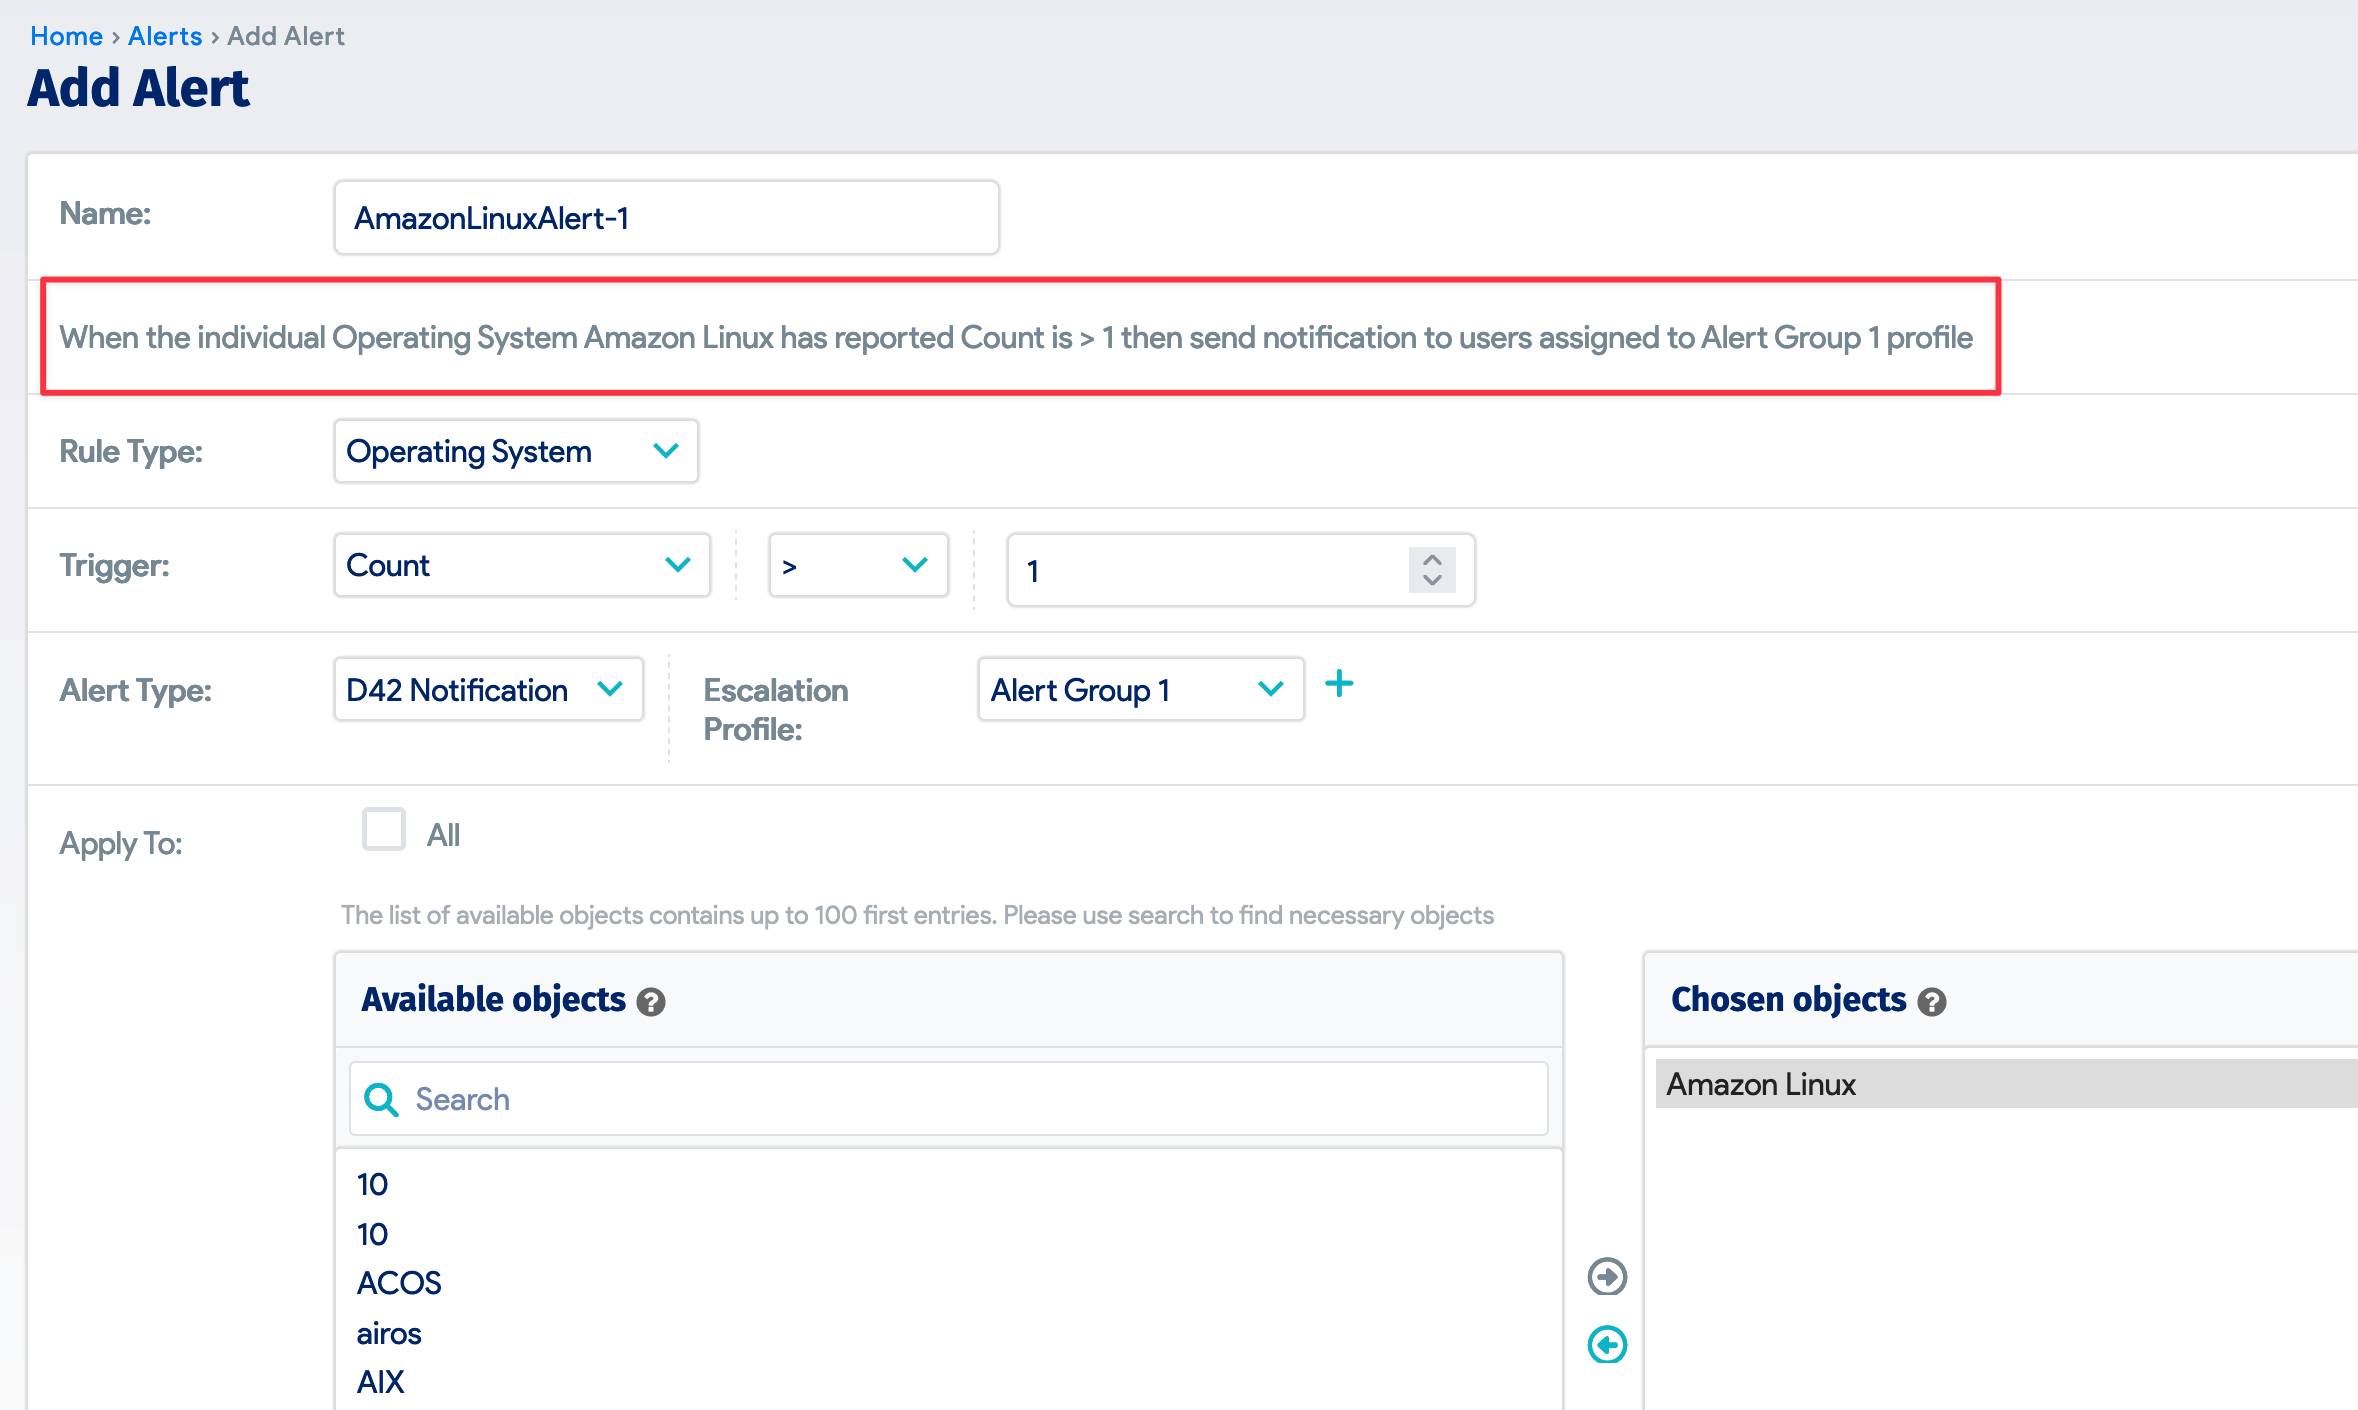 Home › Alerts › Add Alert
Add Alert
Name: AmazonLinuxAlert-1
When the individual Operating System Amazon Linux has reported Count is > 1 then send notification to users assigned to Alert Group 1 profile
Rule Type: Operating System
Trigger: Count > 1
Alert Type: D42 Notification Escalation Profile: Alert Group 1 +
Apply To: All
The list of available objects contains up to 100 first entries. Please use search to find necessary objects
Available objects ?
Search
10
10
ACOS
airos
AIX
Chosen objects ?
Amazon Linux